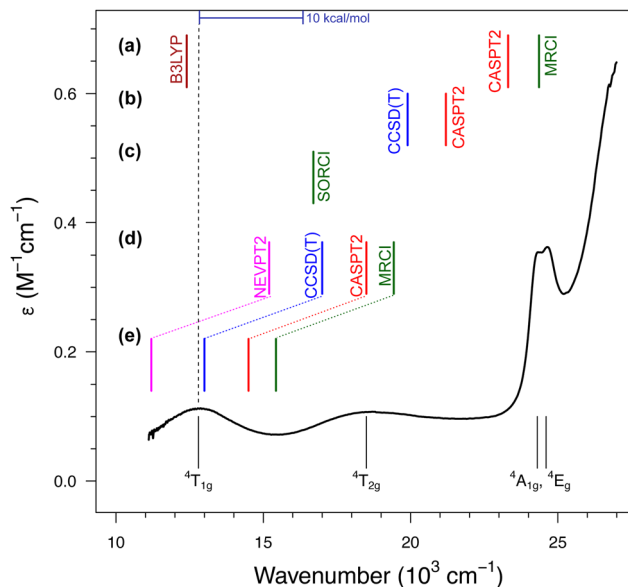 10 kcal/mol
(a)
B3LYP
CASPT2
MRCI
(b)
CCSD(T)
CASPT2
(c)
SORCI
(d)
NEVPT2
CCSD(T)
CASPT2
MRCI
(e)
0.6
0.4
0.2
0.0
ε (M⁻¹cm⁻¹)
⁴T₁g
⁴T₂g
⁴A₁g, ⁴Eg
10 15 20 25
Wavenumber (10³ cm⁻¹)